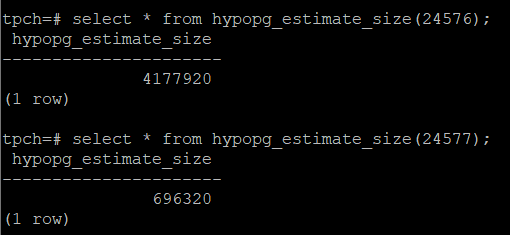 tpch=# select * from hypopg_estimate_size(24576);
 hypopg_estimate_size
----------------------
              4177920
(1 row)

tpch=# select * from hypopg_estimate_size(24577);
 hypopg_estimate_size
----------------------
               696320
(1 row)